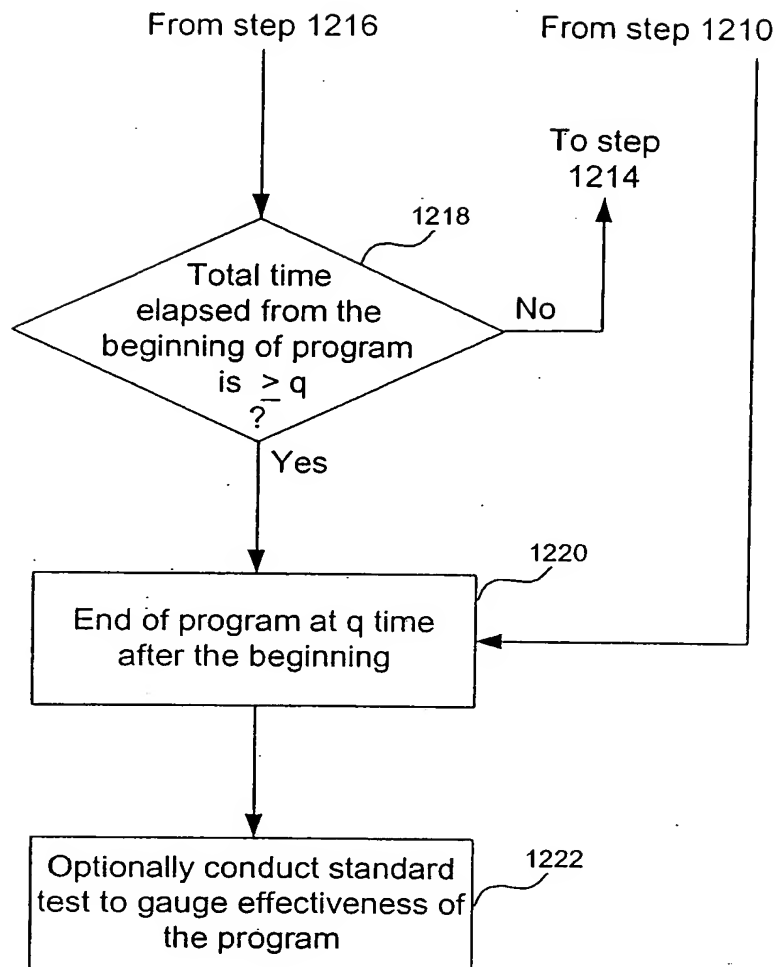 From step 1216
From step 1210
To step
1214
1218
Total time
elapsed from the
beginning of program
is ≥ q
?
No
Yes
1220
End of program at q time
after the beginning
1222
Optionally conduct standard
test to gauge effectiveness of
the program